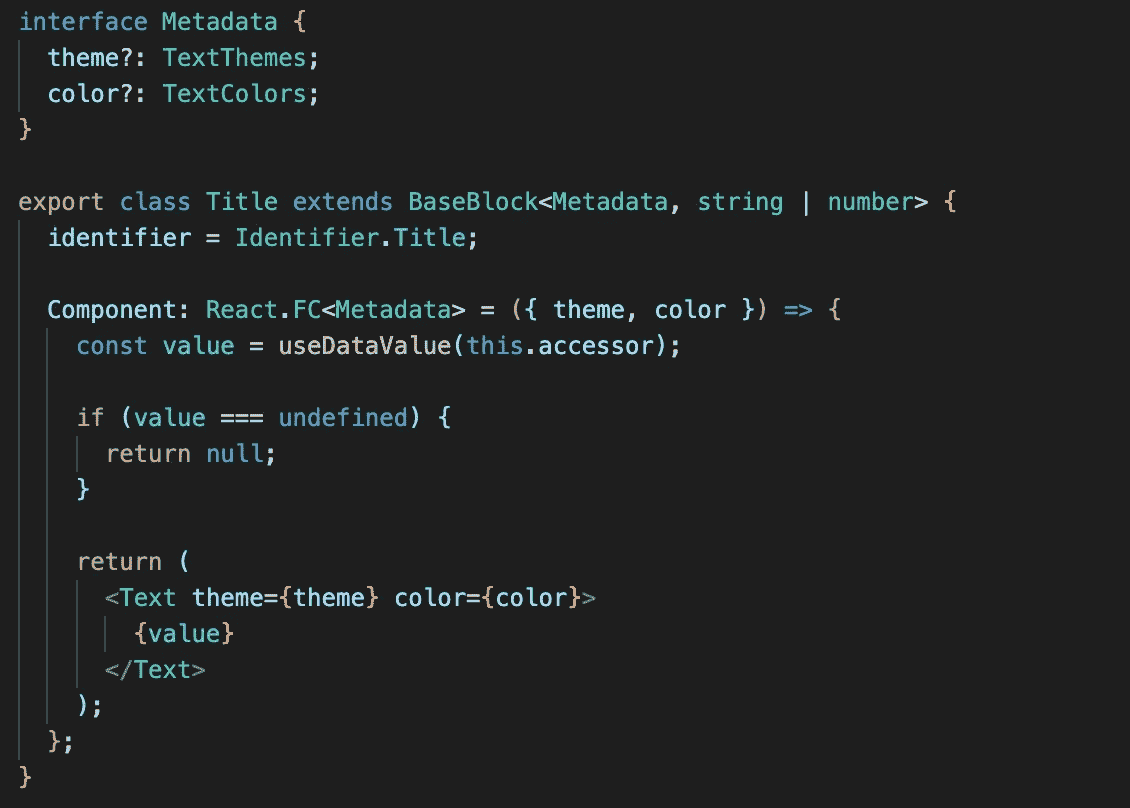 interface Metadata {
  theme?: TextThemes;
  color?: TextColors;
}

export class Title extends BaseBlock<Metadata, string | number> {
  identifier = Identifier.Title;

  Component: React.FC<Metadata> = ({ theme, color }) => {
    const value = useDataValue(this.accessor);

    if (value === undefined) {
      return null;
    }

    return (
      <Text theme={theme} color={color}>
        {value}
      </Text>
    );
  };
}